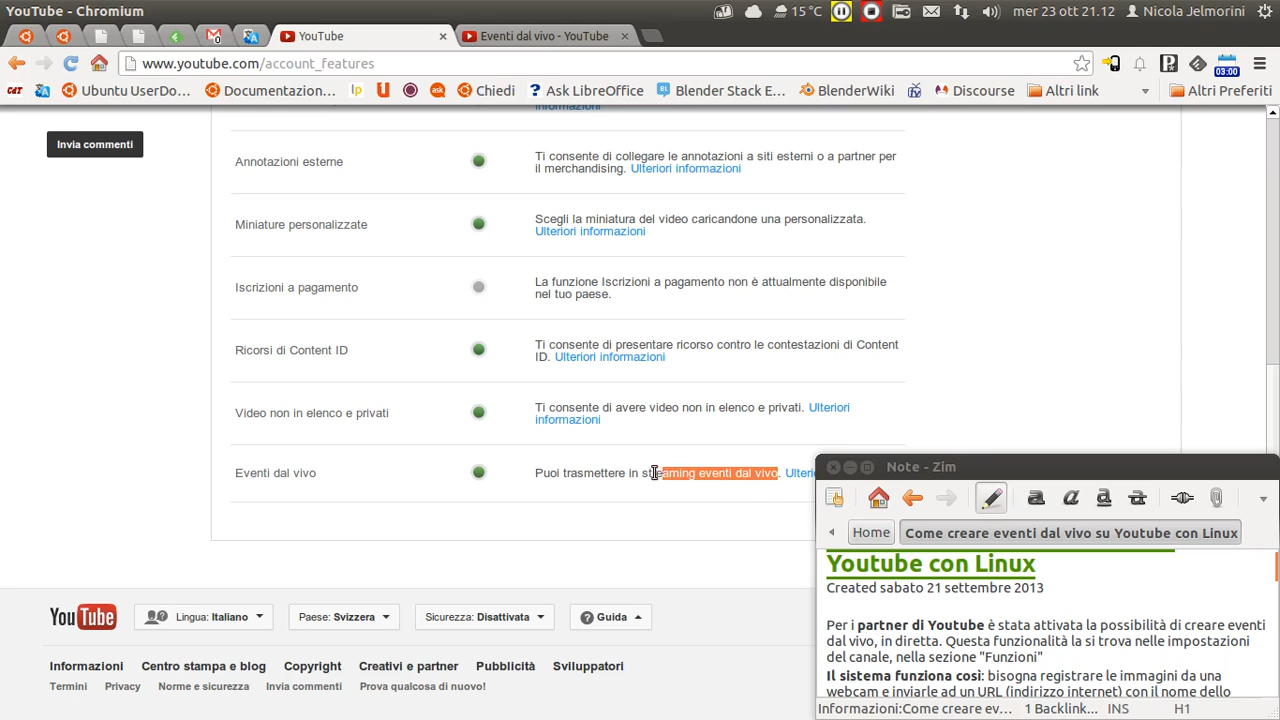 YouTube - Chromium
15 °C
mer 23 ott 21.12
Nicola Jelmorini
YouTube
Eventi dal vivo - YouTube
www.youtube.com/account_features
03:00
CdT
Ubuntu UserDo...
Documentazion...
lp
U
ask
Chiedi
Ask LibreOffice
Blender Stack E...
BlenderWiki
Discourse
Altri link
Altri Preferiti
informazioni
Invia commenti
Annotazioni esterne
Ti consente di collegare le annotazioni a siti esterni o a partner per
il merchandising. Ulteriori informazioni
Miniature personalizzate
Scegli la miniatura del video caricandone una personalizzata.
Ulteriori informazioni
Iscrizioni a pagamento
La funzione Iscrizioni a pagamento non è attualmente disponibile
nel tuo paese.
Ricorsi di Content ID
Ti consente di presentare ricorso contro le contestazioni di Content
ID. Ulteriori informazioni
Video non in elenco e privati
Ti consente di avere video non in elenco e privati. Ulteriori
informazioni
Eventi dal vivo
Puoi trasmettere in streaming eventi dal vivo. Ulteri
Note - Zim
Home
Come creare eventi dal vivo su Youtube con Linux
Youtube con Linux
Created sabato 21 settembre 2013
Per i partner di Youtube è stata attivata la possibilità di creare eventi
dal vivo, in diretta. Questa funzionalità la si trova nelle impostazioni
del canale, nella sezione "Funzioni"
Il sistema funziona così: bisogna registrare le immagini da una
webcam e inviarle ad un URL (indirizzo internet) con il nome dello
Informazioni:Come creare ev...
1 Backlink...
INS
H1
YouTube
Lingua: Italiano
Paese: Svizzera
Sicurezza: Disattivata
Guida
Informazioni
Centro stampa e blog
Copyright
Creativi e partner
Pubblicità
Sviluppatori
Termini
Privacy
Norme e sicurezza
Invia commenti
Prova qualcosa di nuovo!